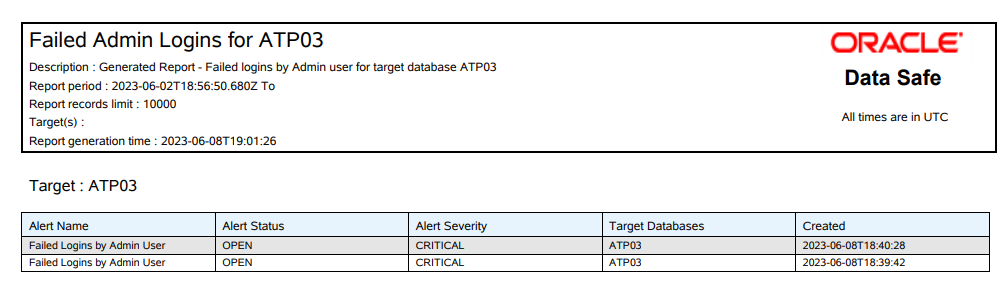 Failed Admin Logins for ATP03
ORACLE
Description : Generated Report - Failed logins by Admin user for target database ATP03
Data Safe
Report period : 2023-06-02T18:56:50.680Z To
Report records limit : 10000
Target(s) :
All times are in UTC
Report generation time : 2023-06-08T19:01:26
Target : ATP03
Alert Name Alert Status Alert Severity Target Databases Created
Failed Logins by Admin User OPEN CRITICAL ATP03 2023-06-08T18:40:28
Failed Logins by Admin User OPEN CRITICAL ATP03 2023-06-08T18:39:42